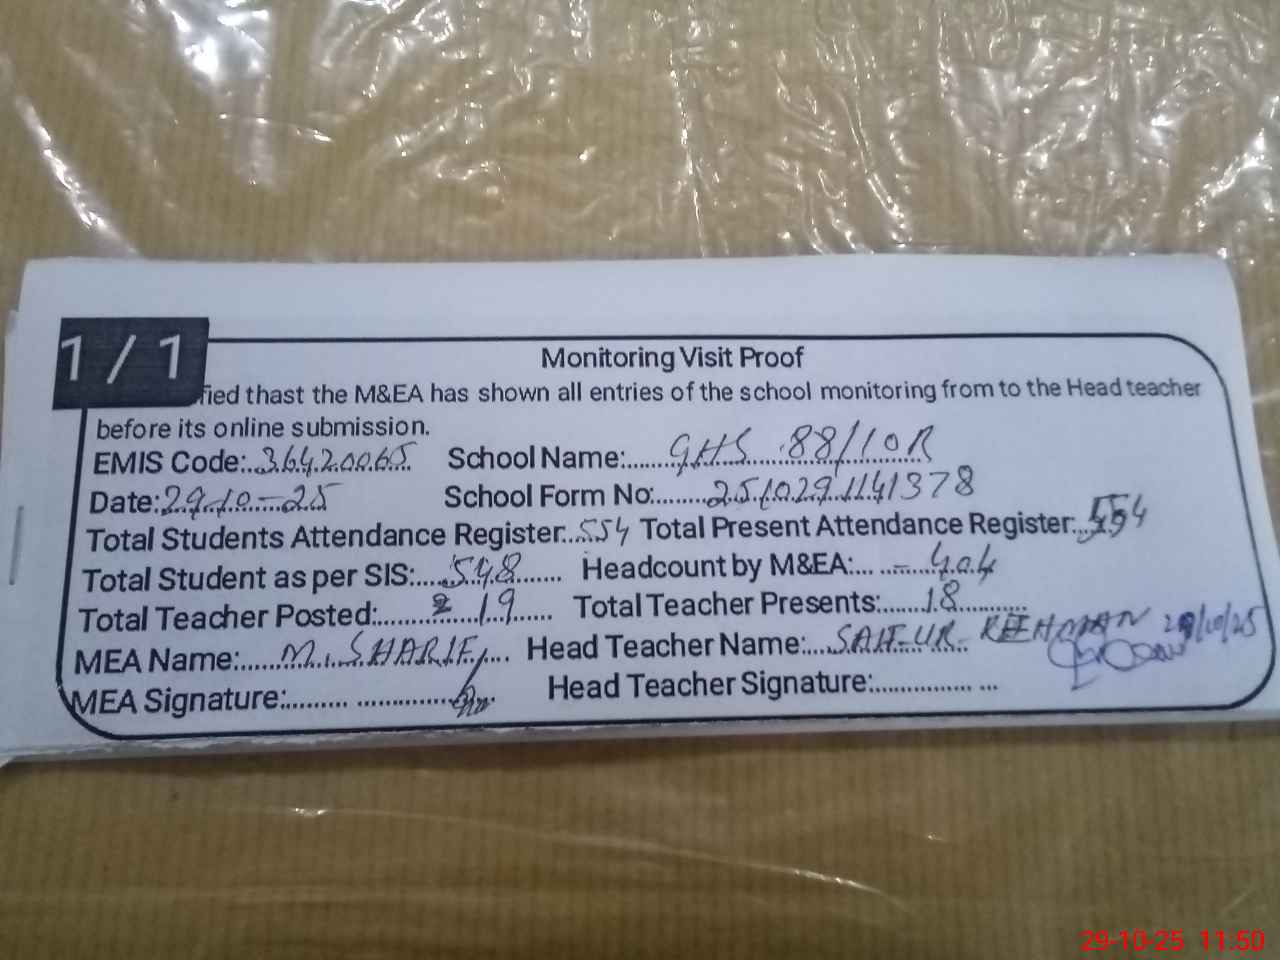 1 / 1
Monitoring Visit Proof
fied thast the M&EA has shown all entries of the school monitoring from to the Head teacher
before its online submission.
EMIS Code:..36420065 School Name:......GHS 88/10R
Date:29-10-25 School Form No:........2510291141378
Total Students Attendance Register...554 Total Present Attendance Register:..554
Total Student as per SIS:.....548....... Headcount by M&EA:... ..- 404
Total Teacher Posted:........19...... Total Teacher Presents:......18...........
MEA Name:......M. SHARIF.... Head Teacher Name:...SAIF UR REEHMAN 29/10/25
MEA Signature:.......... ................ Head Teacher Signature:................ ...
29-10-25 11:50